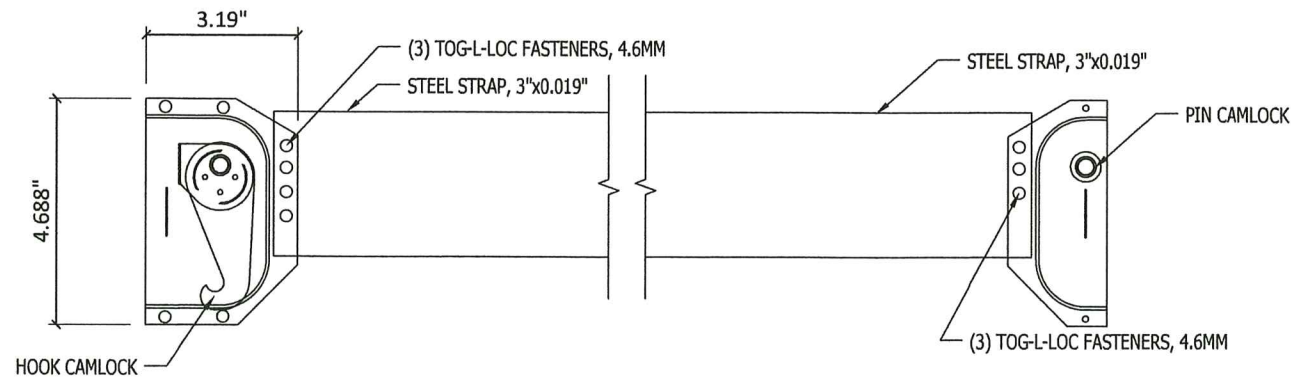 3.19"
(3) TOG-L-LOC FASTENERS, 4.6MM
STEEL STRAP, 3"x0.019"
STEEL STRAP, 3"x0.019"
PIN CAMLOCK
4.688"
(3) TOG-L-LOC FASTENERS, 4.6MM
HOOK CAMLOCK